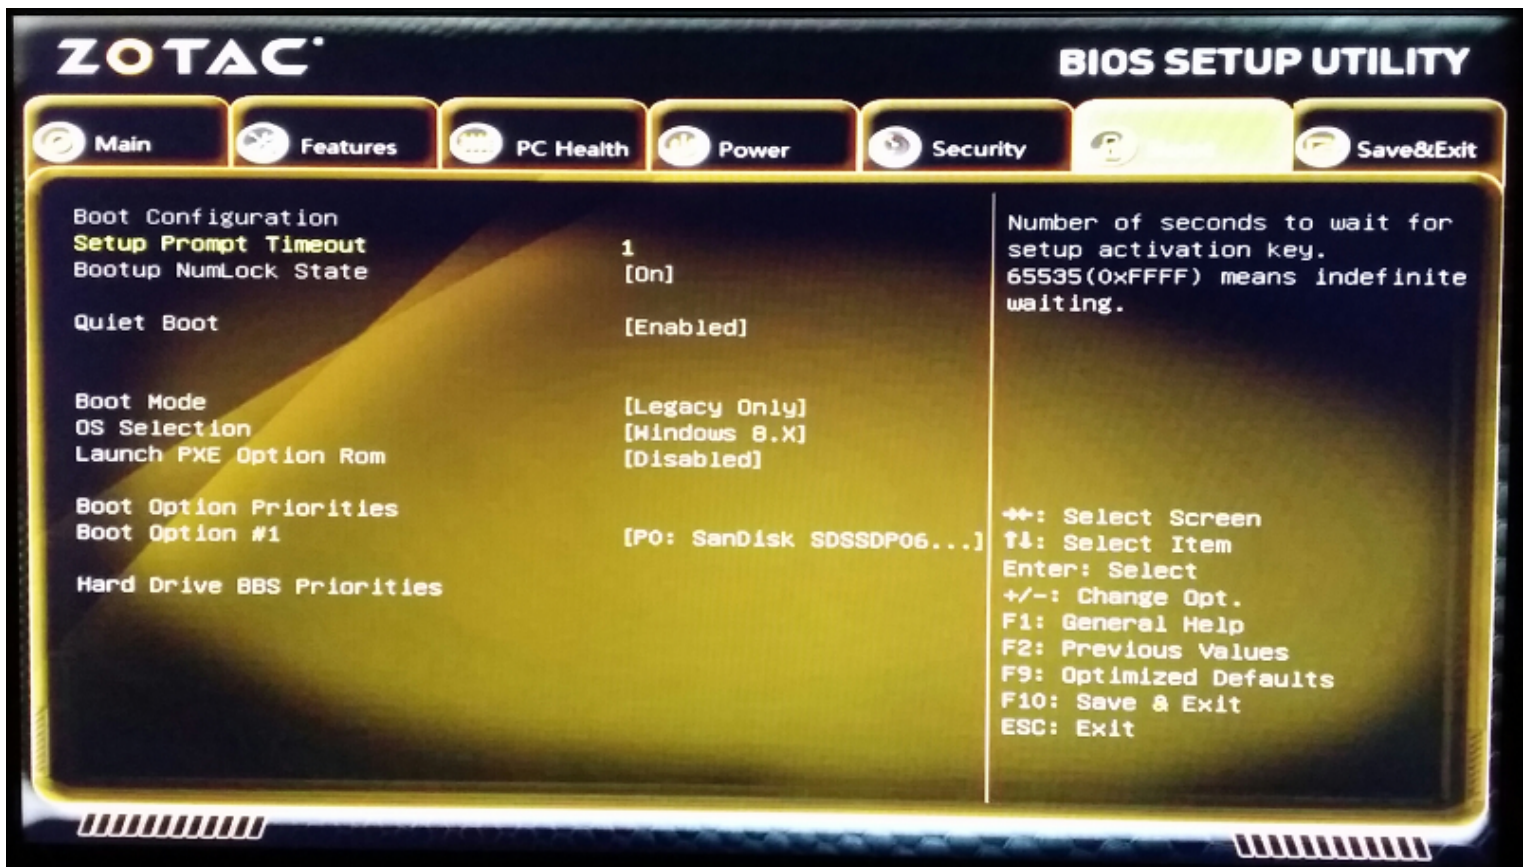 ZOTAC
BIOS SETUP UTILITY
Main
Features
PC Health
Power
Security
Save&Exit
Boot Configuration
Setup Prompt Timeout 1
Bootup NumLock State [On]
Quiet Boot [Enabled]
Boot Mode [Legacy Only]
OS Selection [Windows 8.X]
Launch PXE Option Rom [Disabled]
Boot Option Priorities
Boot Option #1 [P0: SanDisk SDSSDP06...]
Hard Drive BBS Priorities
Number of seconds to wait for
setup activation key.
65535(0xFFFF) means indefinite
waiting.
→←: Select Screen
↑↓: Select Item
Enter: Select
+/-: Change Opt.
F1: General Help
F2: Previous Values
F9: Optimized Defaults
F10: Save & Exit
ESC: Exit